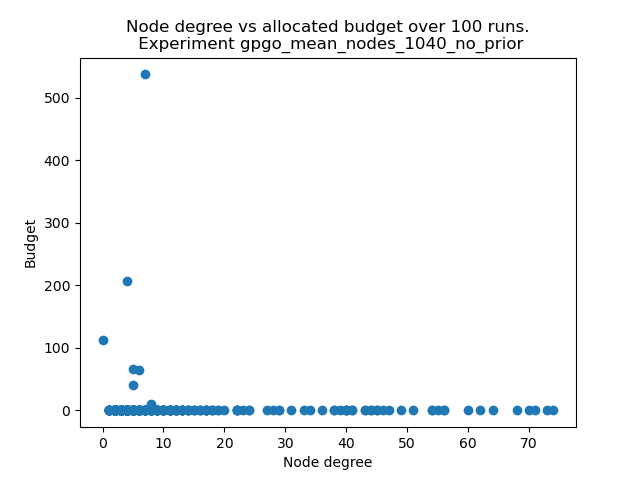 Node degree vs allocated budget over 100 runs.
Experiment gpgo_mean_nodes_1040_no_prior
500
400
300
200
100
0
Budget
0 10 20 30 40 50 60 70
Node degree